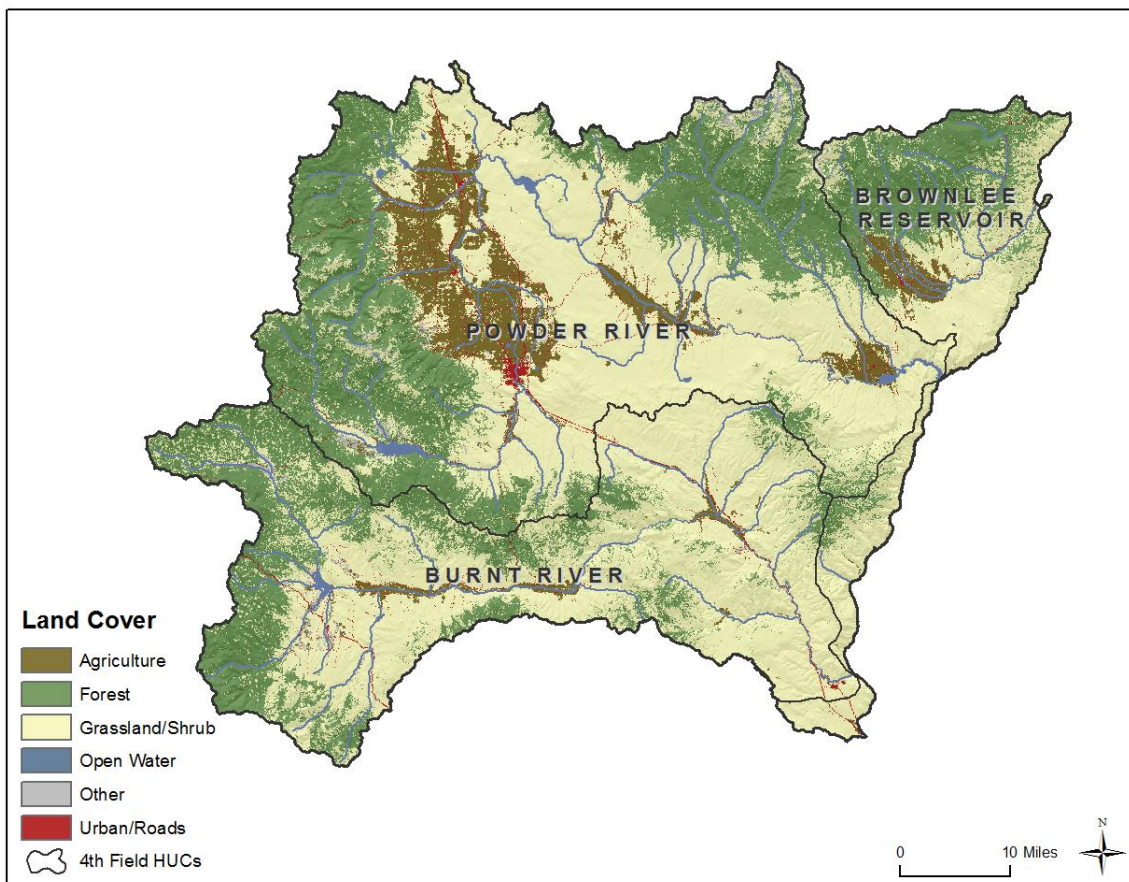 BROWNLEE
RESERVOIR
POWDER RIVER
BURNT RIVER
Land Cover
Agriculture
Forest
Grassland/Shrub
Open Water
Other
Urban/Roads
4th Field HUCs
N
0 10 Miles